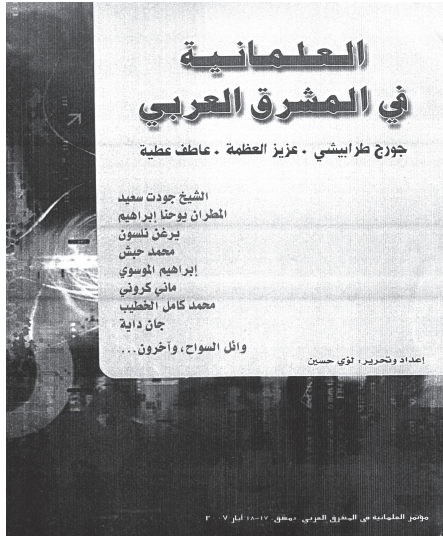 العلمانية
في المشرق العربي
جورج طرابيشي . عزيز العظمة . عاطف عطية
الشيخ جودت سعيد
المطران يوحنا إبراهيم
يرغن نلسون
محمد حبش
إبراهيم الموسوي
ماني كروني
محمد كامل الخطيب
جان داية
وائل السواح، وآخرون...
إعداد وتحرير: لؤي حسين
مؤتمر العلمانية في المشرق العربي دمشق. ١٧-١٨ أيار ٢٠٠٧